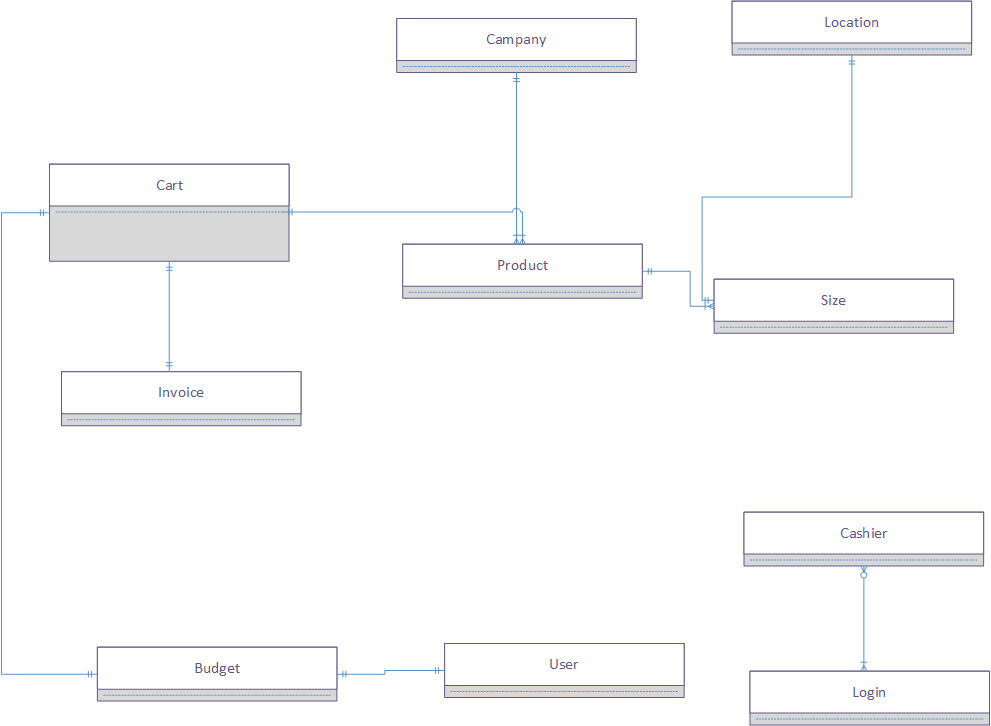 Location
Campany
Cart
Product
Size
Invoice
Cashier
User
Budget
Login